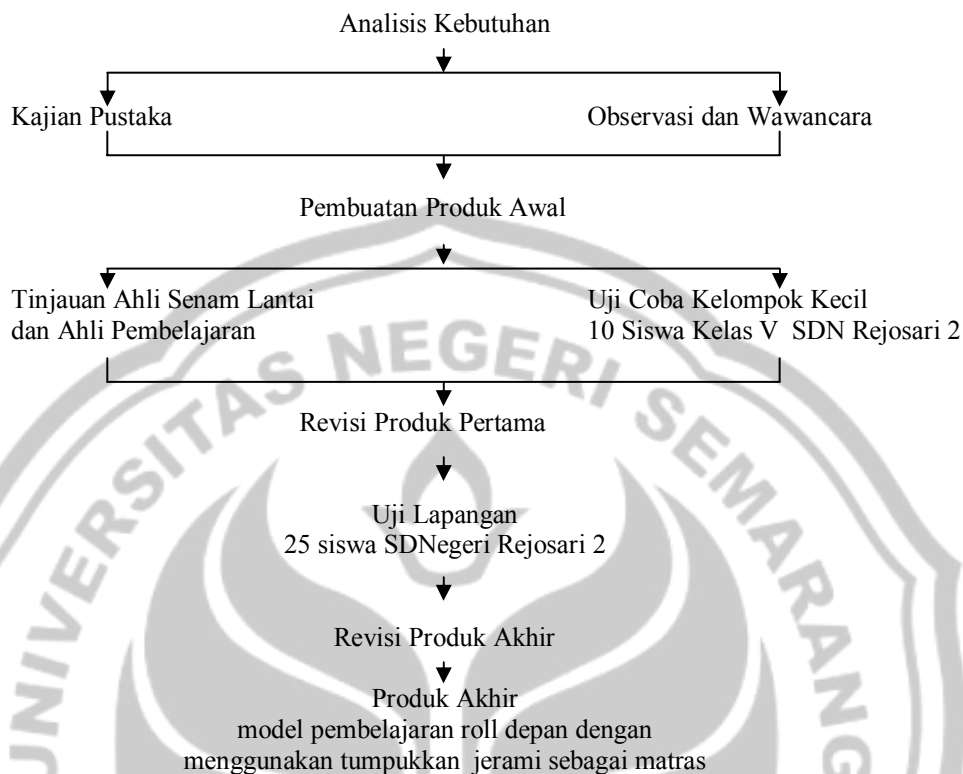 Analisis Kebutuhan
Kajian Pustaka
Observasi dan Wawancara
Pembuatan Produk Awal
Tinjauan Ahli Senam Lantai
dan Ahli Pembelajaran
Uji Coba Kelompok Kecil
10 Siswa Kelas V SDN Rejosari 2
Revisi Produk Pertama
Uji Lapangan
25 siswa SDNegeri Rejosari 2
Revisi Produk Akhir
Produk Akhir
model pembelajaran roll depan dengan
menggunakan tumpukkan jerami sebagai matras
UNIVERSITAS NEGERI SEMARANG